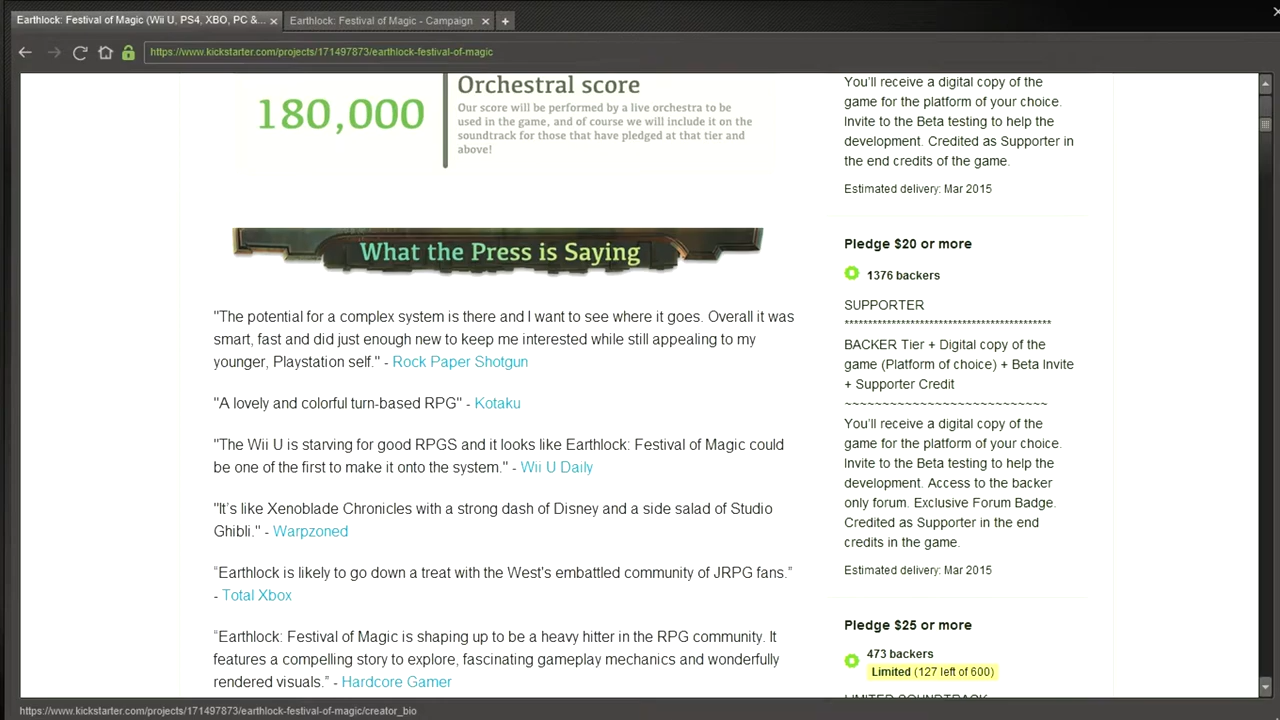 Earthlock: Festival of Magic (Wii U, PS4, XBO, PC &...
Earthlock: Festival of Magic - Campaign
https://www.kickstarter.com/projects/171497873/earthlock-festival-of-magic
180,000
Orchestral score
Our score will be performed by a live orchestra to be
used in the game, and of course we will include it on the
soundtrack for those that have pledged at that tier and
above!
What the Press is Saying
"The potential for a complex system is there and I want to see where it goes. Overall it was
smart, fast and did just enough new to keep me interested while still appealing to my
younger, Playstation self." - Rock Paper Shotgun
"A lovely and colorful turn-based RPG" - Kotaku
"The Wii U is starving for good RPGS and it looks like Earthlock: Festival of Magic could
be one of the first to make it onto the system." - Wii U Daily
"It’s like Xenoblade Chronicles with a strong dash of Disney and a side salad of Studio
Ghibli." - Warpzoned
“Earthlock is likely to go down a treat with the West's embattled community of JRPG fans.”
- Total Xbox
“Earthlock: Festival of Magic is shaping up to be a heavy hitter in the RPG community. It
features a compelling story to explore, fascinating gameplay mechanics and wonderfully
rendered visuals.” - Hardcore Gamer
You’ll receive a digital copy of the
game for the platform of your choice.
Invite to the Beta testing to help the
development. Credited as Supporter in
the end credits of the game.
Estimated delivery: Mar 2015
Pledge $20 or more
1376 backers
SUPPORTER
*******************************************
BACKER Tier + Digital copy of the
game (Platform of choice) + Beta Invite
+ Supporter Credit
~~~~~~~~~~~~~~~~~~~~~~~~~~~
You’ll receive a digital copy of the
game for the platform of your choice.
Invite to the Beta testing to help the
development. Access to the backer
only forum. Exclusive Forum Badge.
Credited as Supporter in the end
credits in the game.
Estimated delivery: Mar 2015
Pledge $25 or more
473 backers
Limited (127 left of 600)
LIMITED SOUNDTRACK
https://www.kickstarter.com/projects/171497873/earthlock-festival-of-magic/creator_bio